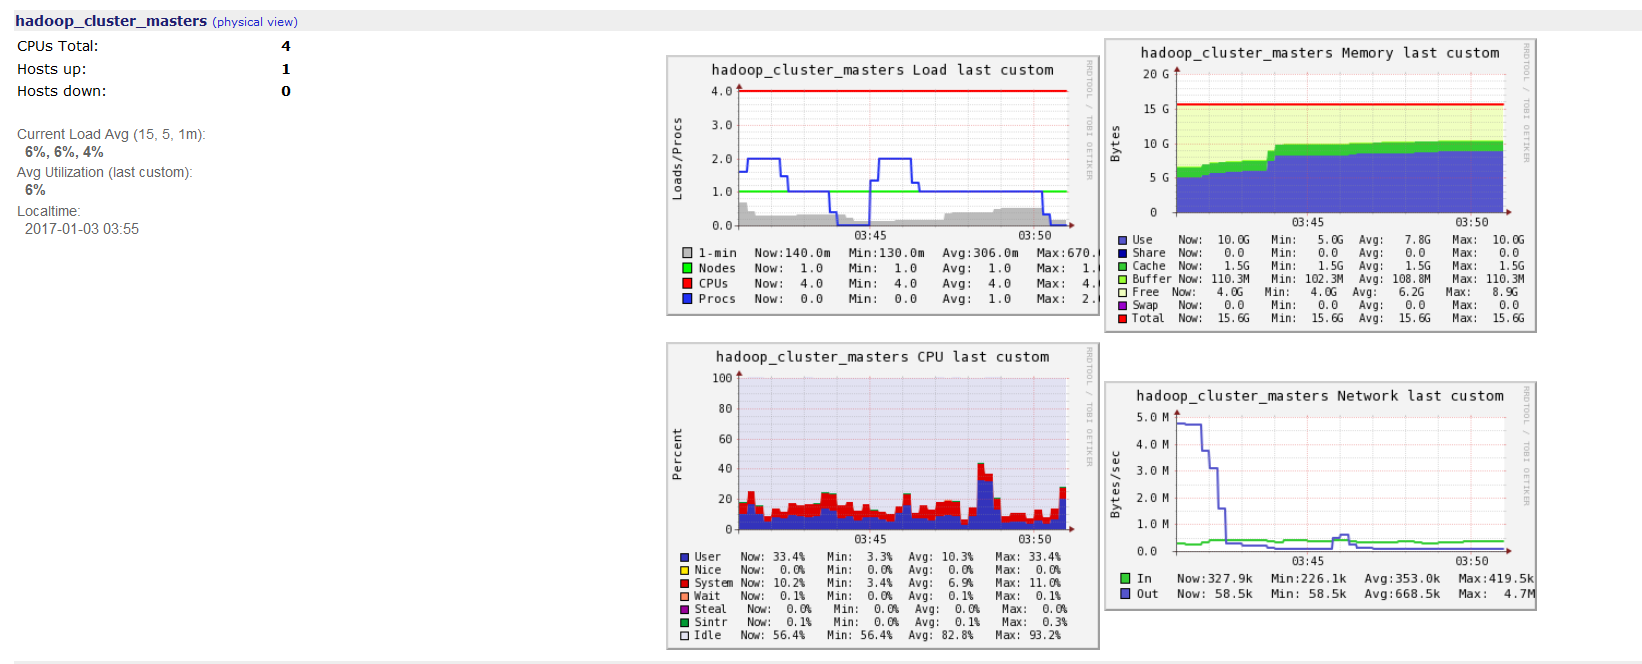 hadoop_cluster_masters (physical view)
CPUs Total: 4
Hosts up: 1
Hosts down: 0
Current Load Avg (15, 5, 1m):
6%, 6%, 4%
Avg Utilization (last custom):
6%
Localtime:
2017-01-03 03:55
hadoop_cluster_masters Load last custom
RRDTOOL / TOBI OETIKER
Loads/Procs
4.0
3.0
2.0
1.0
0.0
03:45 03:50
1-min Now:140.0m Min:130.0m Avg:306.0m Max:670.
Nodes Now: 1.0 Min: 1.0 Avg: 1.0 Max: 1.
CPUs Now: 4.0 Min: 4.0 Avg: 4.0 Max: 4.
Procs Now: 0.0 Min: 0.0 Avg: 1.0 Max: 2.
hadoop_cluster_masters Memory last custom
RRDTOOL / TOBI OETIKER
Bytes
20 G
15 G
10 G
5 G
0
03:45 03:50
Use Now: 10.0G Min: 5.0G Avg: 7.8G Max: 10.0G
Share Now: 0.0 Min: 0.0 Avg: 0.0 Max: 0.0
Cache Now: 1.5G Min: 1.5G Avg: 1.5G Max: 1.5G
Buffer Now: 110.3M Min: 102.3M Avg: 108.8M Max: 110.3M
Free Now: 4.0G Min: 4.0G Avg: 6.2G Max: 8.9G
Swap Now: 0.0 Min: 0.0 Avg: 0.0 Max: 0.0
Total Now: 15.6G Min: 15.6G Avg: 15.6G Max: 15.6G
hadoop_cluster_masters CPU last custom
RRDTOOL / TOBI OETIKER
Percent
100
80
60
40
20
0
03:45 03:50
User Now: 33.4% Min: 3.3% Avg: 10.3% Max: 33.4%
Nice Now: 0.0% Min: 0.0% Avg: 0.0% Max: 0.0%
System Now: 10.2% Min: 3.4% Avg: 6.9% Max: 11.0%
Wait Now: 0.1% Min: 0.0% Avg: 0.0% Max: 0.1%
Steal Now: 0.0% Min: 0.0% Avg: 0.0% Max: 0.0%
Sintr Now: 0.1% Min: 0.0% Avg: 0.1% Max: 0.3%
Idle Now: 56.4% Min: 56.4% Avg: 82.8% Max: 93.2%
hadoop_cluster_masters Network last custom
RRDTOOL / TOBI OETIKER
Bytes/sec
5.0 M
4.0 M
3.0 M
2.0 M
1.0 M
0.0
03:45 03:50
In Now:327.9k Min:226.1k Avg:353.0k Max:419.5k
Out Now: 58.5k Min: 58.5k Avg:668.5k Max: 4.7M